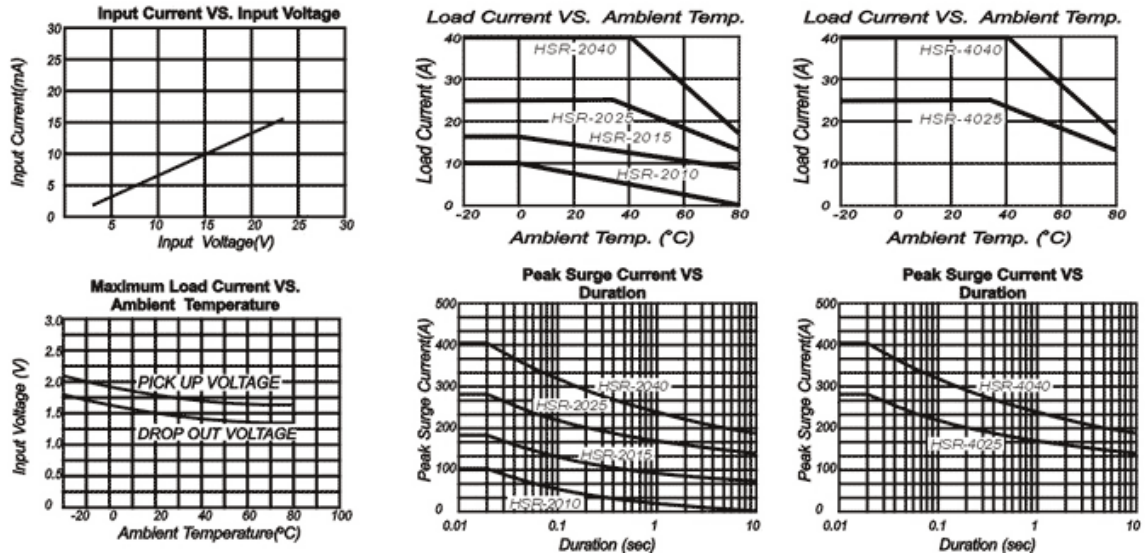 Input Current VS. Input Voltage
30
25
20
15
10
5
0
Input Current(mA)
5 10 15 20 25 30
Input Voltage(V)
Load Current VS. Ambient Temp.
40
30
20
10
0
Load Current (A)
HSR-2040
HSR-2025
HSR-2015
HSR-2010
-20 0 20 40 60 80
Ambient Temp. (°C)
Load Current VS. Ambient Temp.
40
30
20
10
0
Load Current (A)
HSR-4040
HSR-4025
-20 0 20 40 60 80
Ambient Temp. (°C)
Maximum Load Current VS.
Ambient Temperature
3.0
2.5
2.0
1.5
1.0
0.5
0
Input Voltage (V)
PICK UP VOLTAGE
DROP OUT VOLTAGE
-20 0 20 40 60 80 100
Ambient Temperature(ºC)
Peak Surge Current VS
Duration
500
400
300
200
100
0
Peak Surge Current(A)
HSR-2040
HSR-2025
HSR-2015
HSR-2010
0.01 0.1 1 10
Duration (sec)
Peak Surge Current VS
Duration
500
400
300
200
100
0
Peak Surge Current(A)
HSR-4040
HSR-4025
0.01 0.1 1 10
Duration (sec)